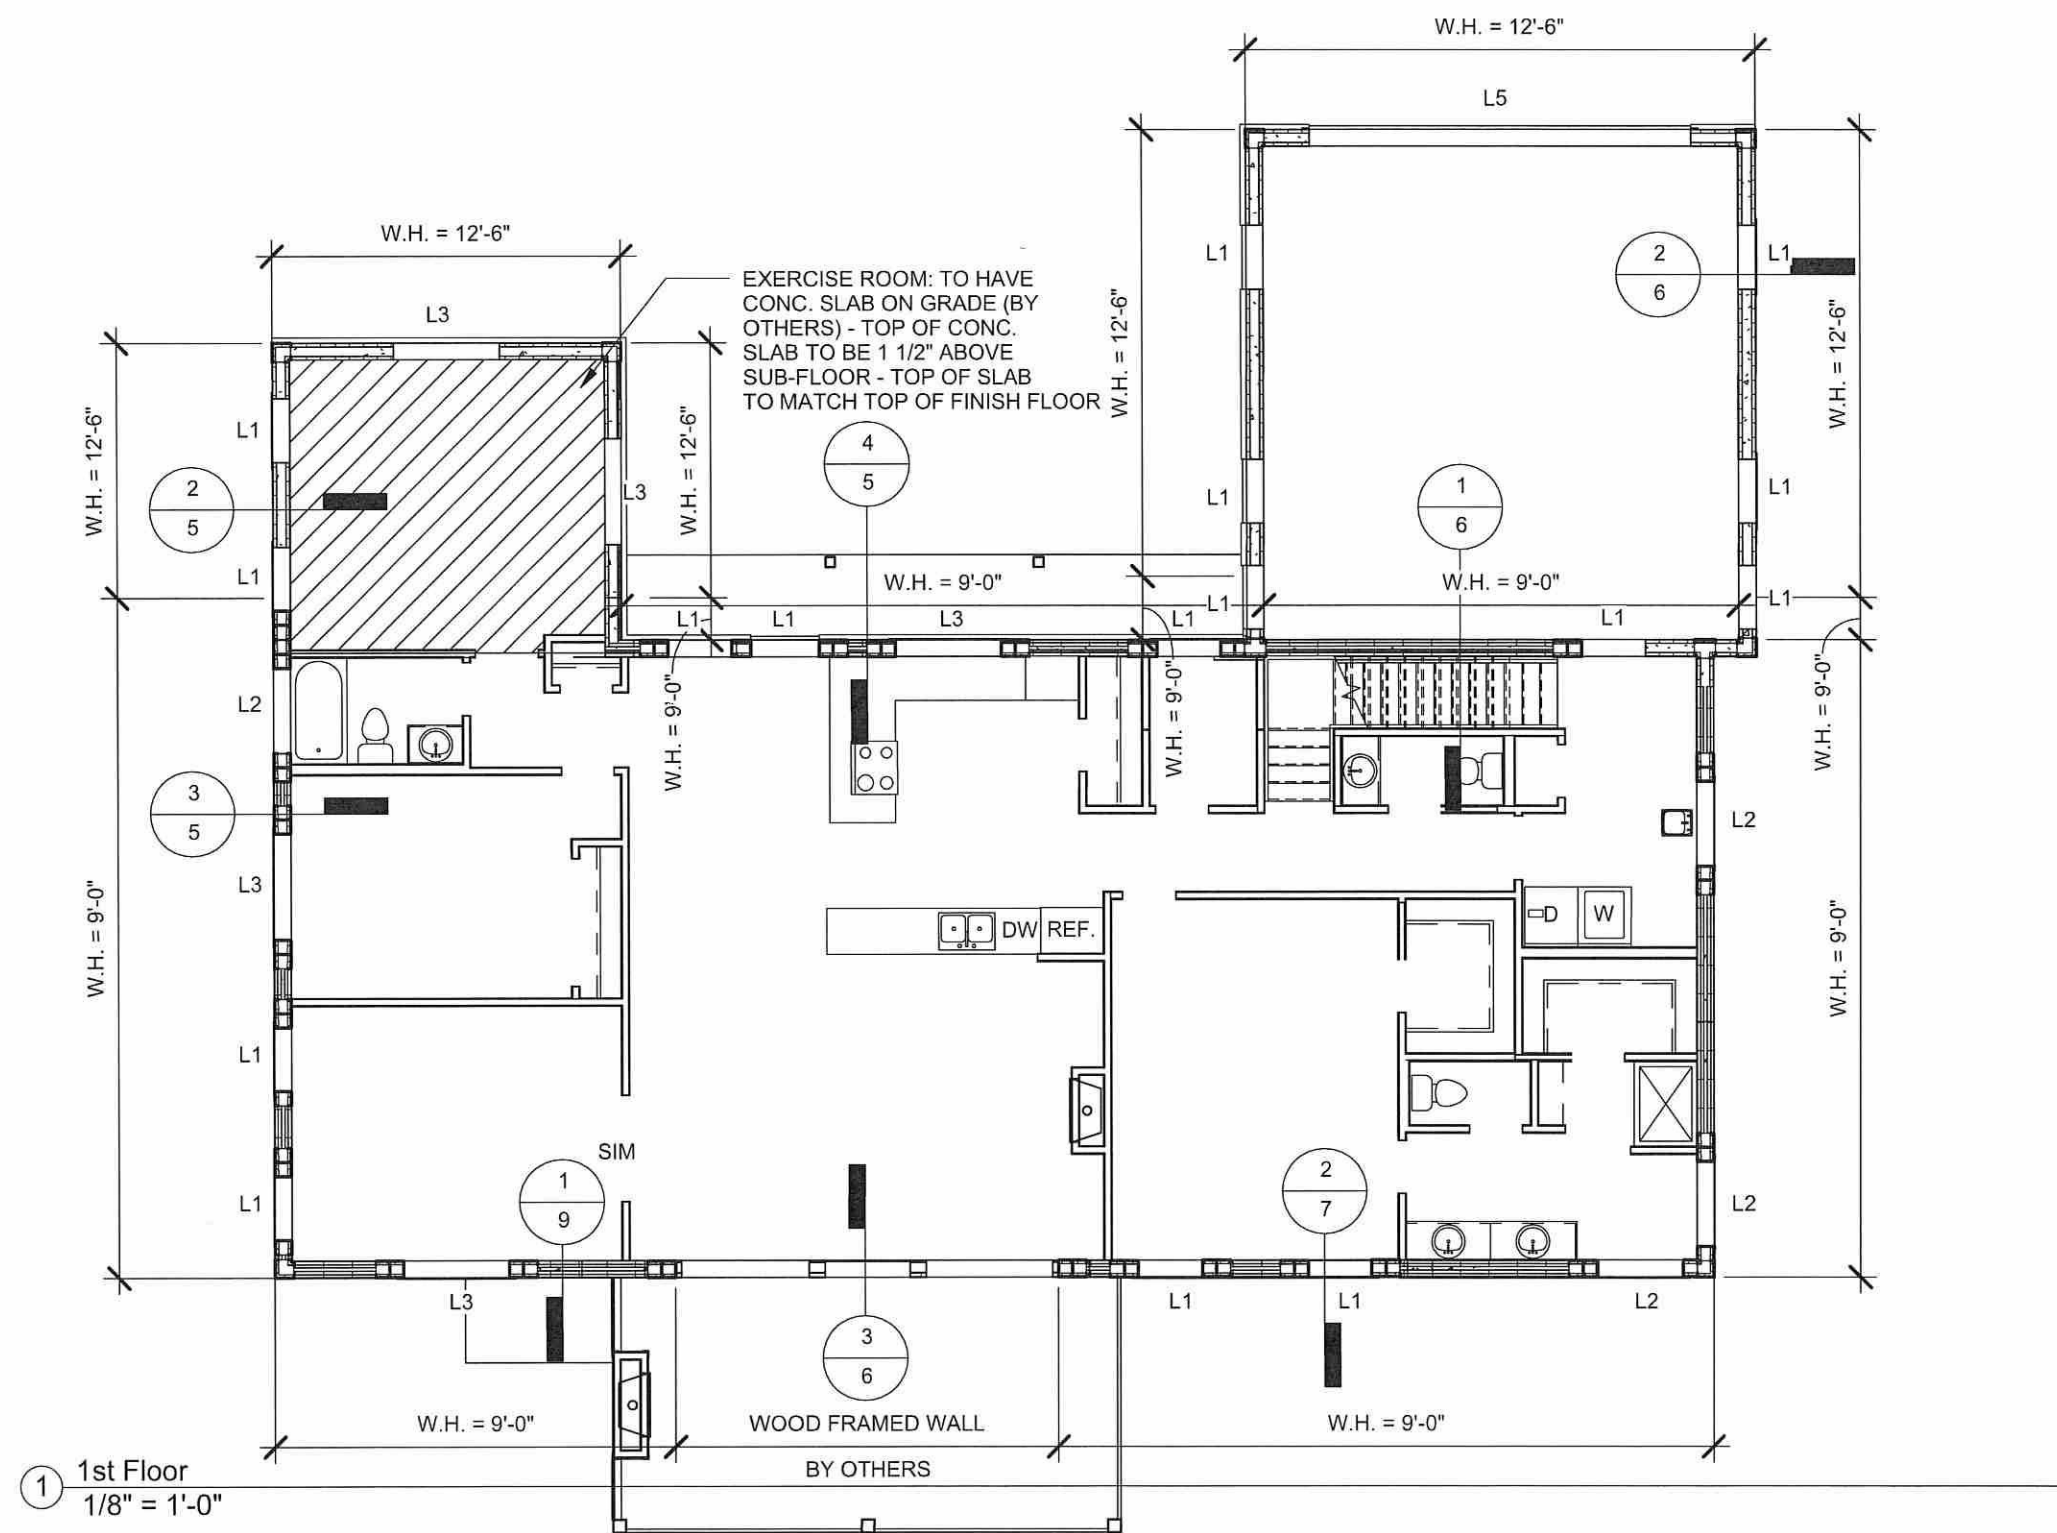 W.H. = 12'-6"
L5
W.H. = 12'-6"
L3
EXERCISE ROOM: TO HAVE
CONC. SLAB ON GRADE (BY
OTHERS) - TOP OF CONC.
SLAB TO BE 1 1/2" ABOVE
SUB-FLOOR - TOP OF SLAB
TO MATCH TOP OF FINISH FLOOR
L1
2
6
L1
W.H. = 12'-6"
W.H. = 12'-6"
W.H. = 12'-6"
W.H. = 12'-6"
L1
4
5
2
5
L3
L1
1
6
L1
L1
W.H. = 9'-0"
W.H. = 9'-0"
L1
L1
L3
L1
L1
L1
L1
L2
W.H. = 9'-0"
W.H. = 9'-0"
W.H. = 9'-0"
3
5
L2
L3
W.H. = 9'-0"
DW
REF.
D
W
W.H. = 9'-0"
L1
SIM
1
9
2
7
L1
L2
L3
L1
L1
L2
3
6
W.H. = 9'-0"
WOOD FRAMED WALL
BY OTHERS
W.H. = 9'-0"
1
1st Floor
1/8" = 1'-0"